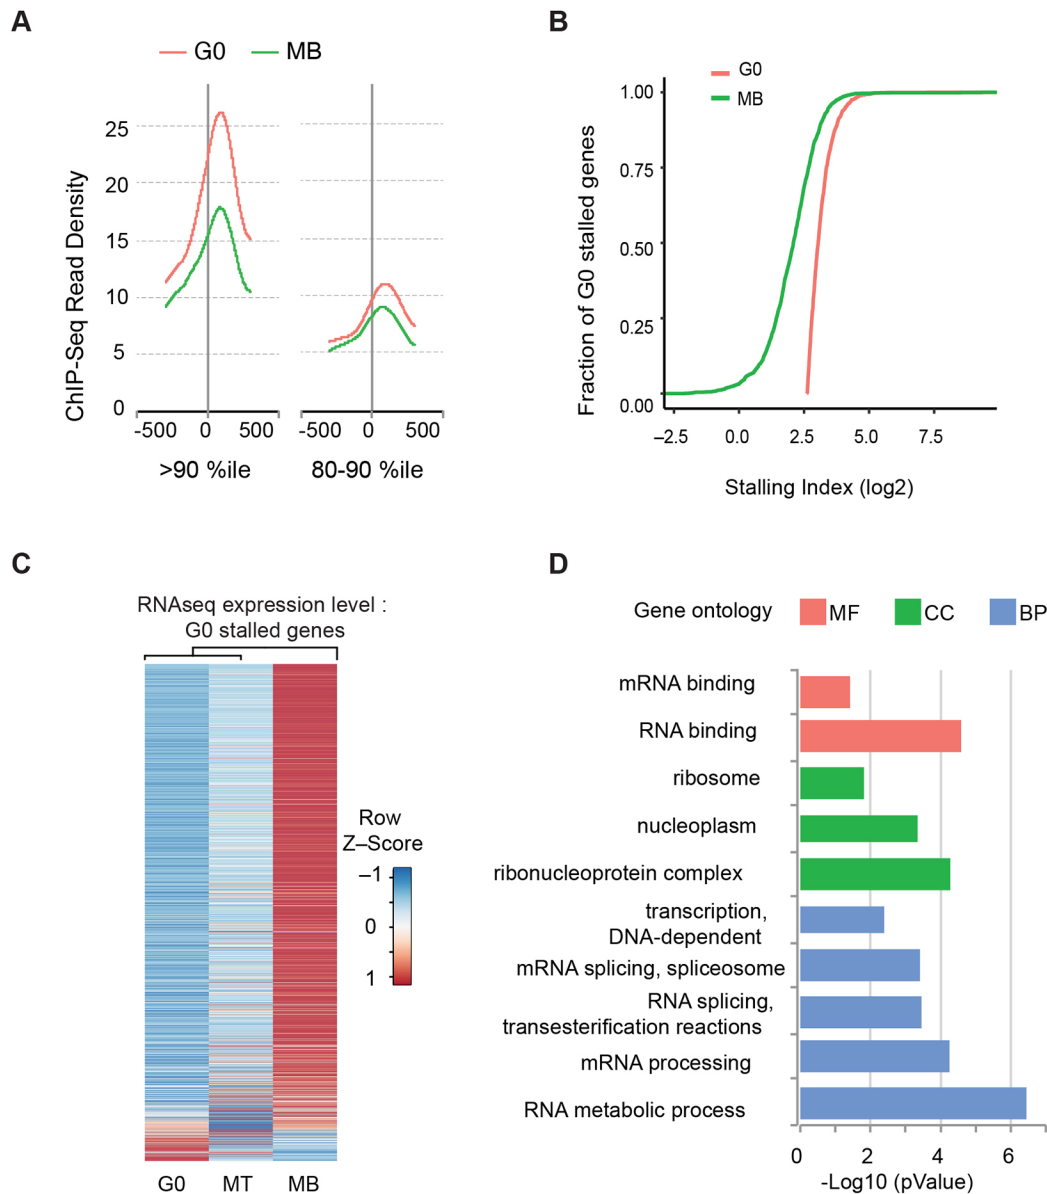 A
G0 MB
ChIP-Seq Read Density
25
20
15
10
5
0
-500 0 500
-500 0 500
>90 %ile
80-90 %ile
B
G0
MB
Fraction of G0 stalled genes
1.00
0.75
0.50
0.25
0.00
–2.5 0.0 2.5 5.0 7.5
Stalling Index (log2)
C
RNAseq expression level :
G0 stalled genes
Row
Z–Score
–1
0
1
G0 MT MB
D
Gene ontology MF CC BP
mRNA binding
RNA binding
ribosome
nucleoplasm
ribonucleoprotein complex
transcription,
DNA-dependent
mRNA splicing, spliceosome
RNA splicing,
transesterification reactions
mRNA processing
RNA metabolic process
0 2 4 6
-Log10 (pValue)